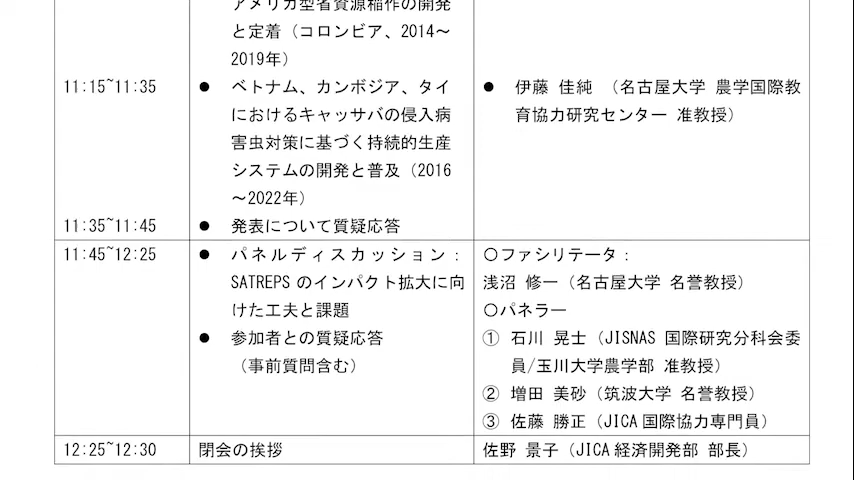 アメリカ型省資源稲作の開発
と定着（コロンビア、2014～
2019年）
11:15~11:35
● ベトナム、カンボジア、タイ
におけるキャッサバの侵入病
害虫対策に基づく持続的生産
システムの開発と普及（2016
～2022年）
● 伊藤 佳純 （名古屋大学 農学国際教
育協力研究センター 准教授）
11:35~11:45
● 発表について質疑応答
11:45~12:25
● パネルディスカッション：
SATREPS のインパクト拡大に向
けた工夫と課題
● 参加者との質疑応答
（事前質問含む）
〇ファシリテータ：
浅沼 修一（名古屋大学 名誉教授）
〇パネラー
① 石川 晃士（JISNAS 国際研究分科会委
員/玉川大学農学部 准教授）
② 増田 美砂（筑波大学 名誉教授）
③ 佐藤 勝正（JICA国際協力専門員）
12:25~12:30
閉会の挨拶
佐野 景子（JICA経済開発部 部長）